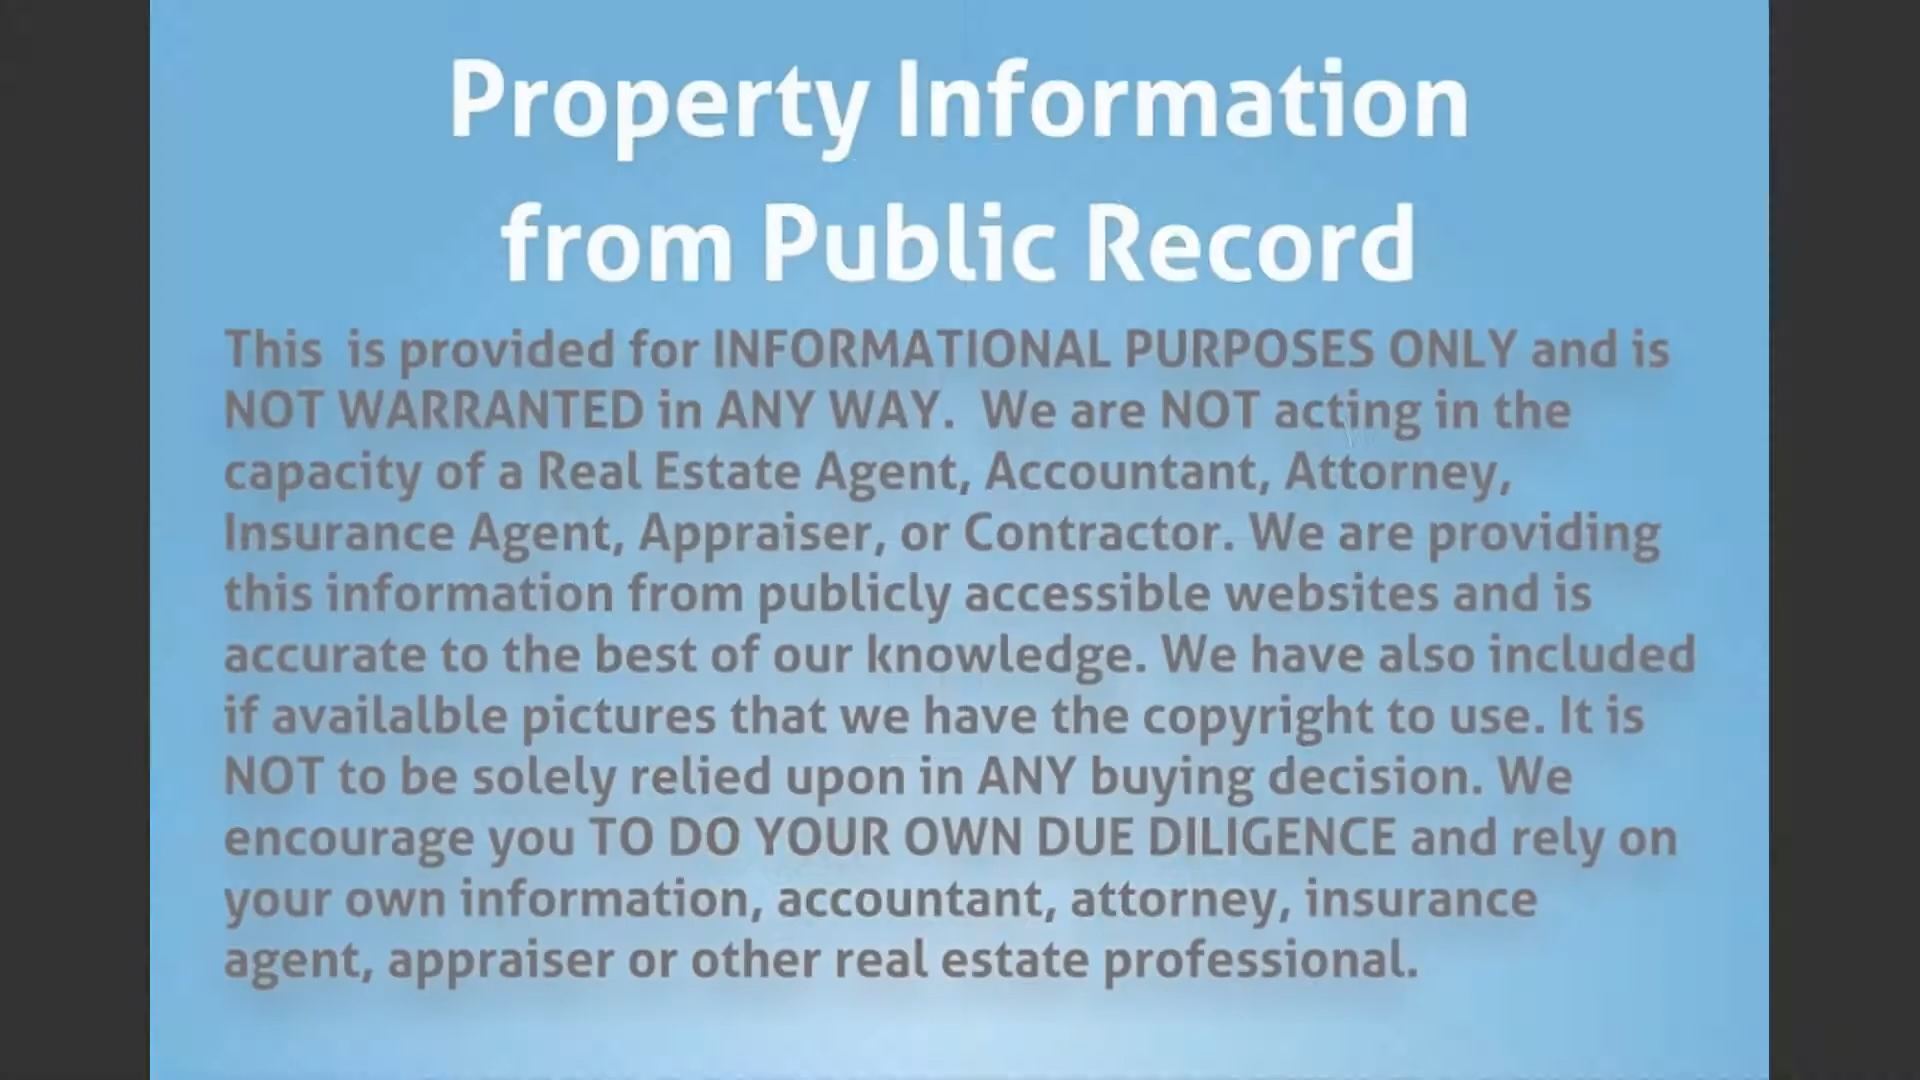 Property Information
from Public Record
This  is provided for INFORMATIONAL PURPOSES ONLY and is
NOT WARRANTED in ANY WAY.  We are NOT acting in the
capacity of a Real Estate Agent, Accountant, Attorney,
Insurance Agent, Appraiser, or Contractor. We are providing
this information from publicly accessible websites and is
accurate to the best of our knowledge. We have also included
if availalble pictures that we have the copyright to use. It is
NOT to be solely relied upon in ANY buying decision. We
encourage you TO DO YOUR OWN DUE DILIGENCE and rely on
your own information, accountant, attorney, insurance
agent, appraiser or other real estate professional.